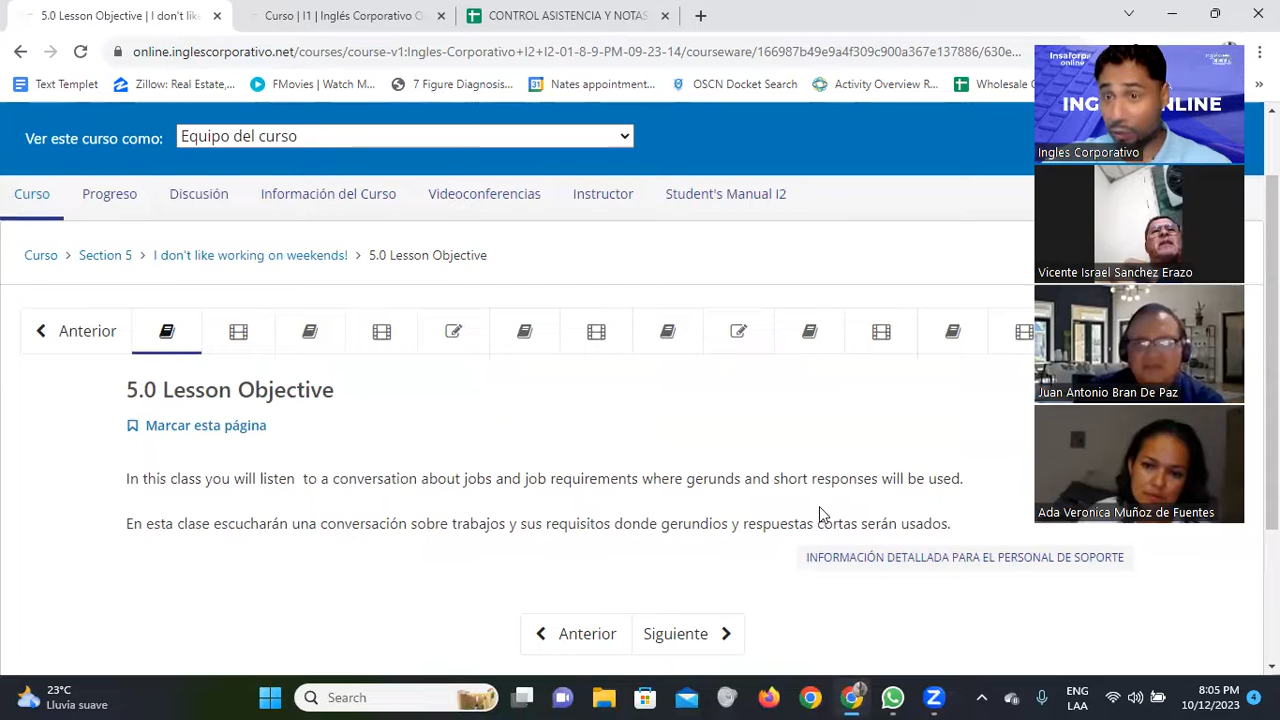 5.0 Lesson Objective | I don't like
Curso | I1 | Inglés Corporativo O
CONTROL ASISTENCIA Y NOTAS
online.inglescorporativo.net/courses/course-v1:Ingles-Corporativo+I2+I2-01-8-9-PM-09-23-14/courseware/166987b49e9a4f309c900a367e137886/630e...
Text Templet
Zillow: Real Estate,...
FMovies | Watch M...
7 Figure Diagnosis...
Nates appointment...
OSCN Docket Search
Activity Overview R...
Wholesale C
»
Ver este curso como:
Equipo del curso
Curso
Progreso
Discusión
Información del Curso
Videoconferencias
Instructor
Student's Manual I2
Curso > Section 5 > I don't like working on weekends! > 5.0 Lesson Objective
Anterior
5.0 Lesson Objective
Marcar esta página
In this class you will listen to a conversation about jobs and job requirements where gerunds and short responses will be used.
En esta clase escucharán una conversación sobre trabajos y sus requisitos donde gerundios y respuestas cortas serán usados.
INFORMACIÓN DETALLADA PARA EL PERSONAL DE SOPORTE
Anterior
Siguiente
Insaforp
online
ING
NLINE
Ingles Corporativo
Vicente Israel Sanchez Erazo
Juan Antonio Bran De Paz
Ada Veronica Muñoz de Fuentes
23°C
Lluvia suave
Search
ENG
LAA
8:05 PM
10/12/2023
4